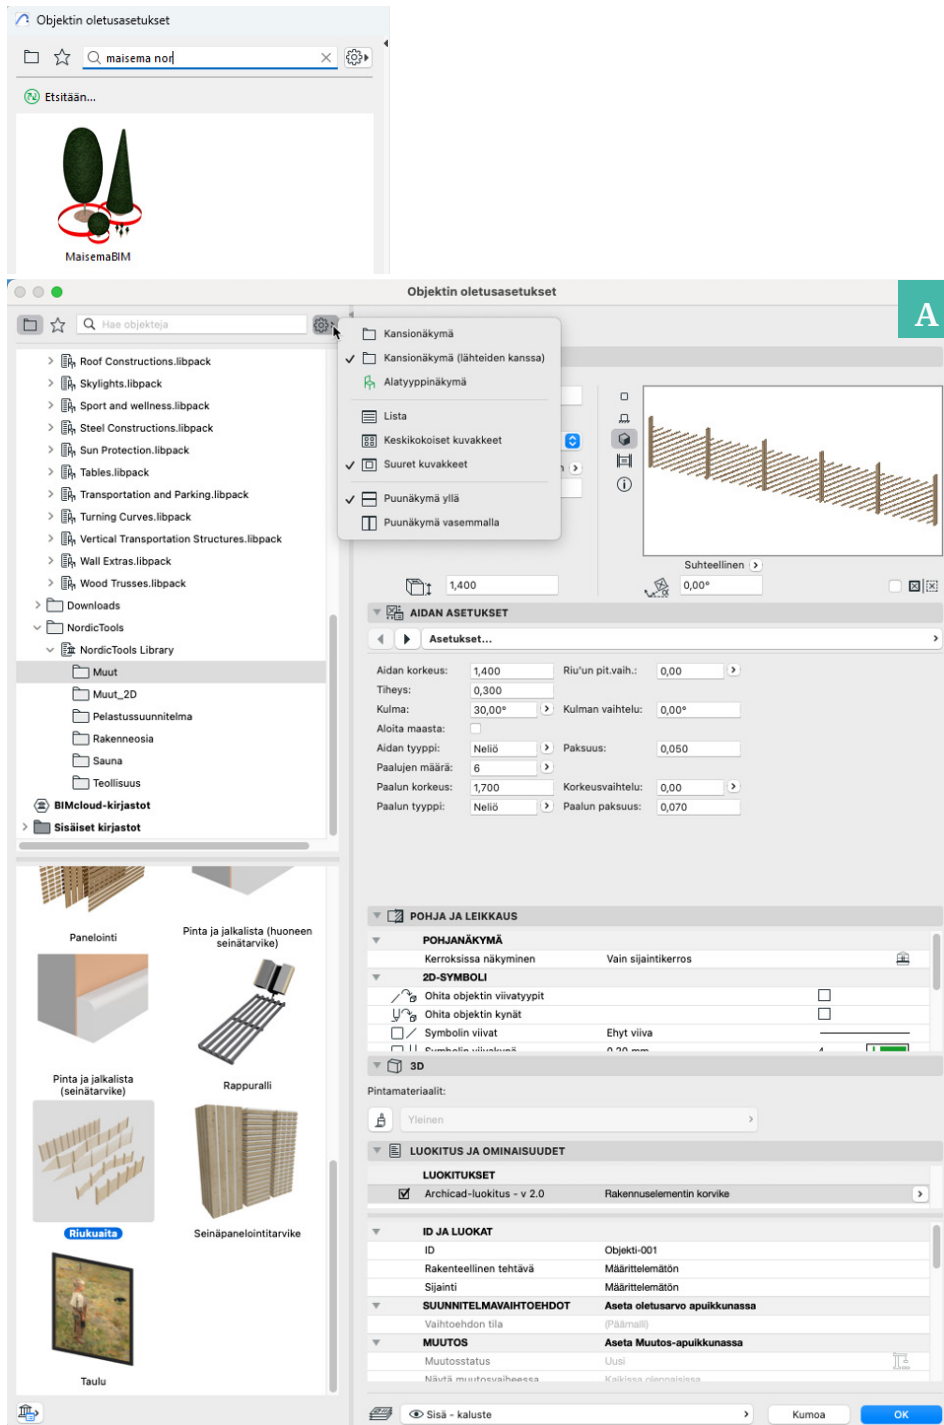 Objektin oletusasetukset
maisema nor
Etsitään...
MaisemaBIM
Objektin oletusasetukset
A
Hae objekteja
Kansionäkymä
Kansionäkymä (lähteiden kanssa)
Alatyyppinäkymä
Lista
Keskikokoiset kuvakkeet
Suuret kuvakkeet
Puunäkymä yllä
Puunäkymä vasemmalla
Roof Constructions.libpack
Skylights.libpack
Sport and wellness.libpack
Steel Constructions.libpack
Sun Protection.libpack
Tables.libpack
Transportation and Parking.libpack
Turning Curves.libpack
Vertical Transportation Structures.libpack
Wall Extras.libpack
Wood Trusses.libpack
Downloads
NordicTools
NordicTools Library
Muut
Muut_2D
Pelastussuunnitelma
Rakenneosia
Sauna
Teollisuus
BIMcloud-kirjastot
Sisäiset kirjastot
Panelointi
Pinta ja jalkalista (huoneen
seinätarvike)
Pinta ja jalkalista
(seinätarvike)
Rappuralli
Riukuaita
Seinäpanelointitarvike
Taulu
Suhteellinen
1,400
0,00°
AIDAN ASETUKSET
Asetukset...
Aidan korkeus: 1,400 Riu'un pit.vaih.: 0,00
Tiheys: 0,300
Kulma: 30,00° Kulman vaihtelu: 0,00°
Aloita maasta:
Aidan tyyppi: Neliö Paksuus: 0,050
Paalujen määrä: 6
Paalun korkeus: 1,700 Korkeusvaihtelu: 0,00
Paalun tyyppi: Neliö Paalun paksuus: 0,070
POHJA JA LEIKKAUS
POHJANÄKYMÄ
Kerroksissa näkyminen Vain sijaintikerros
2D-SYMBOLI
Ohita objektin viivatyypit
Ohita objektin kynät
Symbolin viivat Ehyt viiva
Symbolin viivakynä 0.20 mm 4
3D
Pintamateriaalit:
Yleinen
LUOKITUS JA OMINAISUUDET
LUOKITUKSET
Archicad-luokitus - v 2.0 Rakennuselementin korvike
ID JA LUOKAT
ID Objekti-001
Rakenteellinen tehtävä Määrittelemätön
Sijainti Määrittelemätön
SUUNNITELMAVAIHTOEHDOT Aseta oletusarvo apuikkunassa
Vaihtoehdon tila (Päämalli)
MUUTOS Aseta Muutos-apuikkunassa
Muutosstatus Uusi
Näytä muutosvaiheessa Kaikissa piennaisissa
Sisä - kaluste
Kumoa
OK